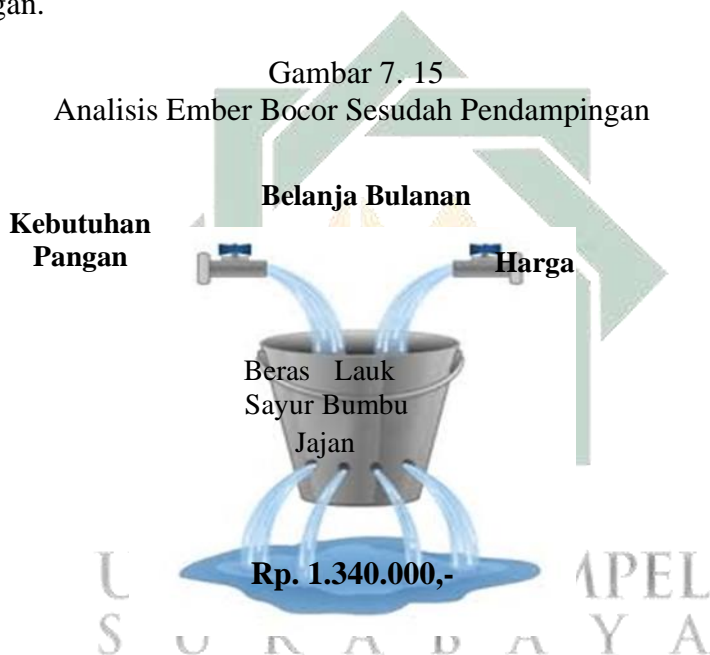 gan.
Gambar 7. 15
Analisis Ember Bocor Sesudah Pendampingan
Belanja Bulanan
Kebutuhan
Pangan
Harga
Beras Lauk
Sayur Bumbu
Jajan
Rp. 1.340.000,-
U
MPEL
S U R A B A Y A